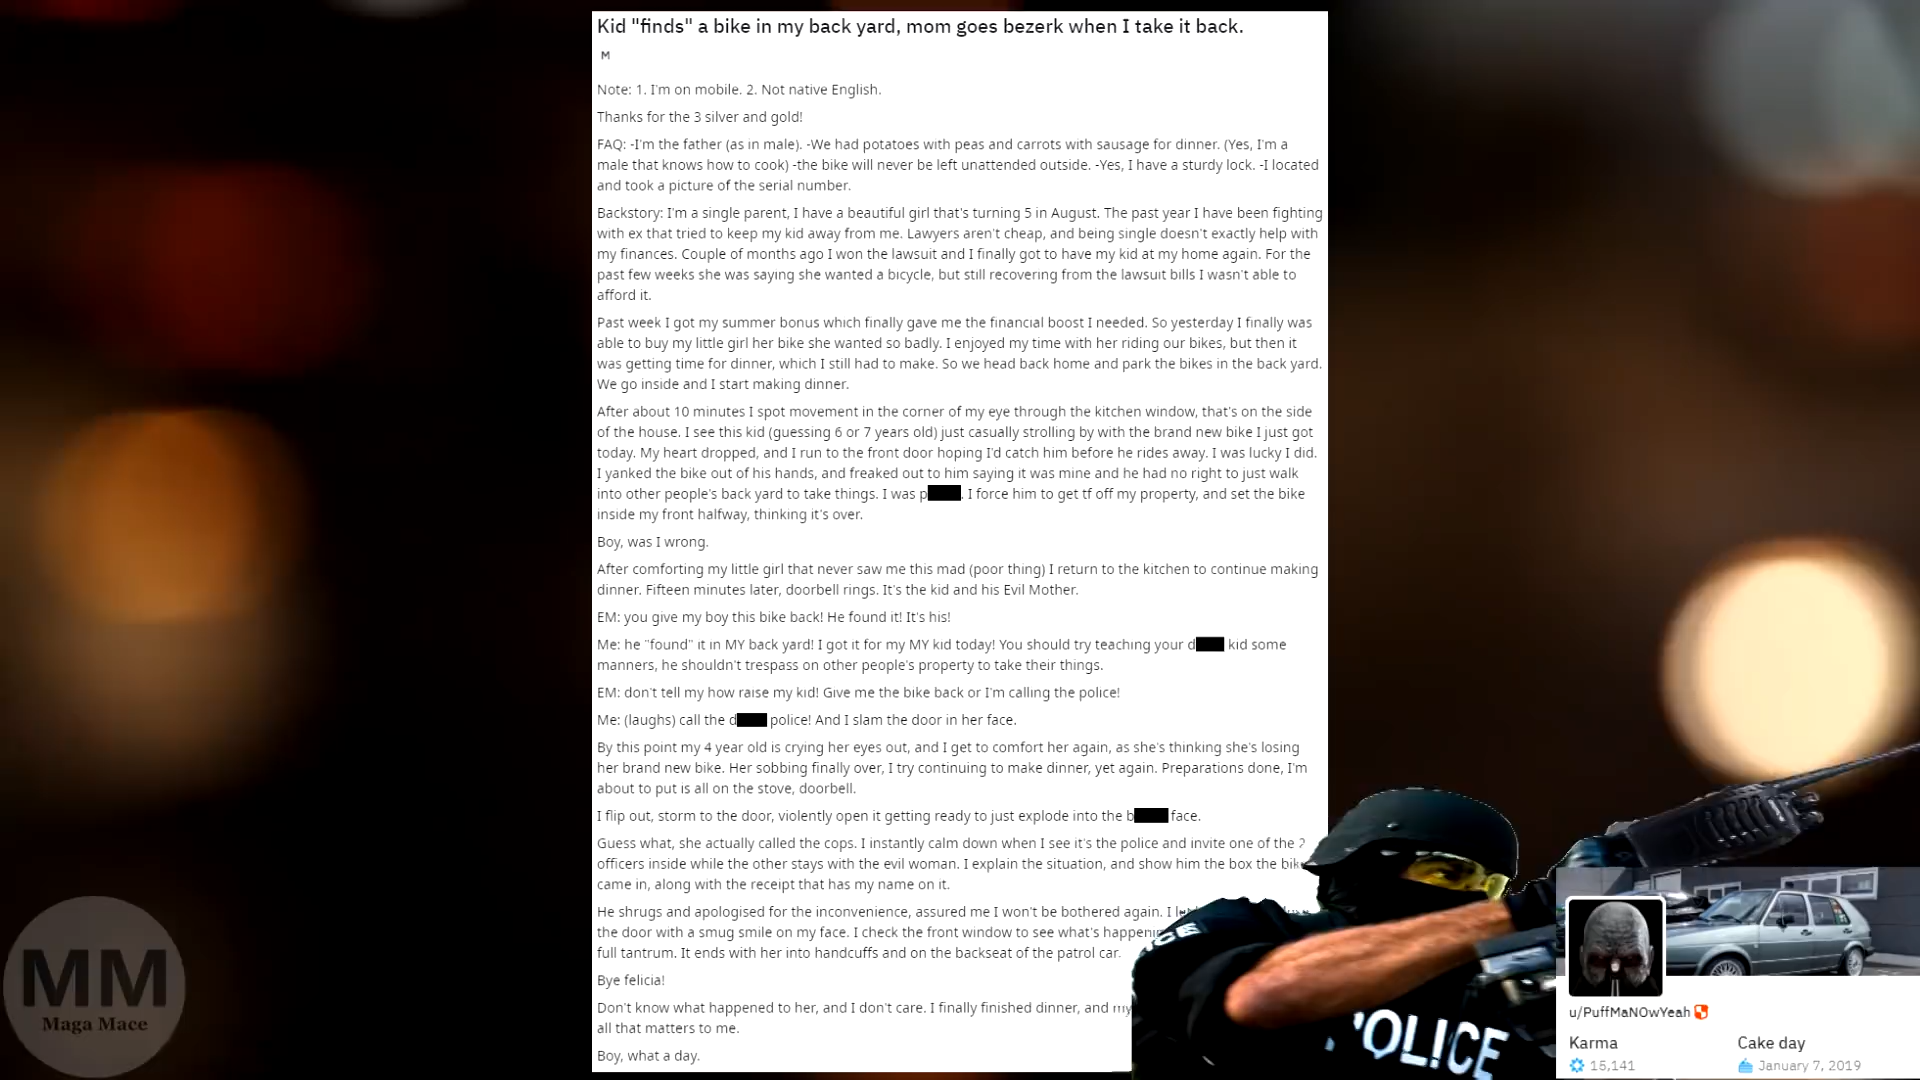 Kid "finds" a bike in my back yard, mom goes bezerk when I take it back.
M
Note: 1. I'm on mobile. 2. Not native English.
Thanks for the 3 silver and gold!
FAQ: -I'm the father (as in male). -We had potatoes with peas and carrots with sausage for dinner. (Yes, I'm a
male that knows how to cook) -the bike will never be left unattended outside. -Yes, I have a sturdy lock. -I located
and took a picture of the serial number.
Backstory: I'm a single parent, I have a beautiful girl that's turning 5 in August. The past year I have been fighting
with ex that tried to keep my kid away from me. Lawyers aren't cheap, and being single doesn't exactly help with
my finances. Couple of months ago I won the lawsuit and I finally got to have my kid at my home again. For the
past few weeks she was saying she wanted a bicycle, but still recovering from the lawsuit bills I wasn't able to
afford it.
Past week I got my summer bonus which finally gave me the financial boost I needed. So yesterday I finally was
able to buy my little girl her bike she wanted so badly. I enjoyed my time with her riding our bikes, but then it
was getting time for dinner, which I still had to make. So we head back home and park the bikes in the back yard.
We go inside and I start making dinner.
After about 10 minutes I spot movement in the corner of my eye through the kitchen window, that's on the side
of the house. I see this kid (guessing 6 or 7 years old) just casually strolling by with the brand new bike I just got
today. My heart dropped, and I run to the front door hoping I'd catch him before he rides away. I was lucky I did.
I yanked the bike out of his hands, and freaked out to him saying it was mine and he had no right to just walk
into other people's back yard to take things. I was p . I force him to get tf off my property, and set the bike
inside my front halfway, thinking it's over.
Boy, was I wrong.
After comforting my little girl that never saw me this mad (poor thing) I return to the kitchen to continue making
dinner. Fifteen minutes later, doorbell rings. It's the kid and his Evil Mother.
EM: you give my boy this bike back! He found it! It's his!
Me: he "found" it in MY back yard! I got it for my MY kid today! You should try teaching your d kid some
manners, he shouldn't trespass on other people's property to take their things.
EM: don't tell my how raise my kid! Give me the bike back or I'm calling the police!
Me: (laughs) call the d police! And I slam the door in her face.
By this point my 4 year old is crying her eyes out, and I get to comfort her again, as she's thinking she's losing
her brand new bike. Her sobbing finally over, I try continuing to make dinner, yet again. Preparations done, I'm
about to put is all on the stove, doorbell.
I flip out, storm to the door, violently open it getting ready to just explode into the b face.
Guess what, she actually called the cops. I instantly calm down when I see it's the police and invite one of the 2
officers inside while the other stays with the evil woman. I explain the situation, and show him the box the bike
came in, along with the receipt that has my name on it.
He shrugs and apologised for the inconvenience, assured me I won't be bothered again. I
the door with a smug smile on my face. I check the front window to see what's
full tantrum. It ends with her into handcuffs and on the backseat of the patrol car.
Bye felicia!
Don't know what happened to her, and I don't care. I finally finished dinner, and my
all that matters to me.
Boy, what a day.
POLICE
MM
Maga Mace
u/PuffMaNOwYeah
Karma
Cake day
15,141
January 7, 2019